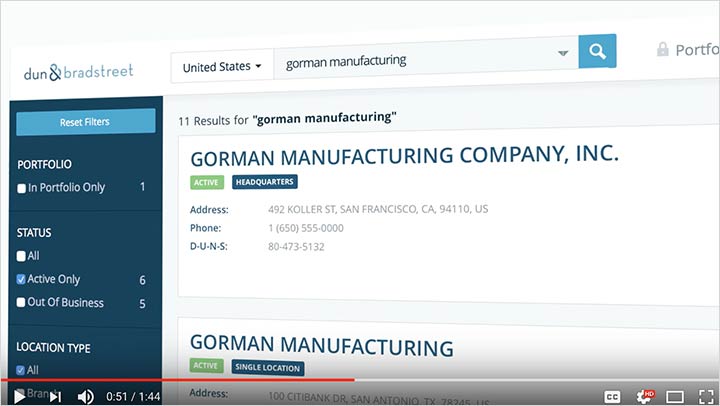 dun&bradstreet
United States
gorman manufacturing
Portfo
Reset Filters
11 Results for "gorman manufacturing"
PORTFOLIO
In Portfolio Only 1
STATUS
All
Active Only 6
Out Of Business 5
LOCATION TYPE
All
Bran
GORMAN MANUFACTURING COMPANY, INC.
ACTIVE HEADQUARTERS
Address: 492 KOLLER ST, SAN FRANCISCO, CA, 94110, US
Phone: 1 (650) 555-0000
D-U-N-S: 80-473-5132
GORMAN MANUFACTURING
ACTIVE SINGLE LOCATION
Address: 100 CITIBANK DR, SAN ANTONIO, TX, 78245, US
0:51 / 1:44
CC
HD